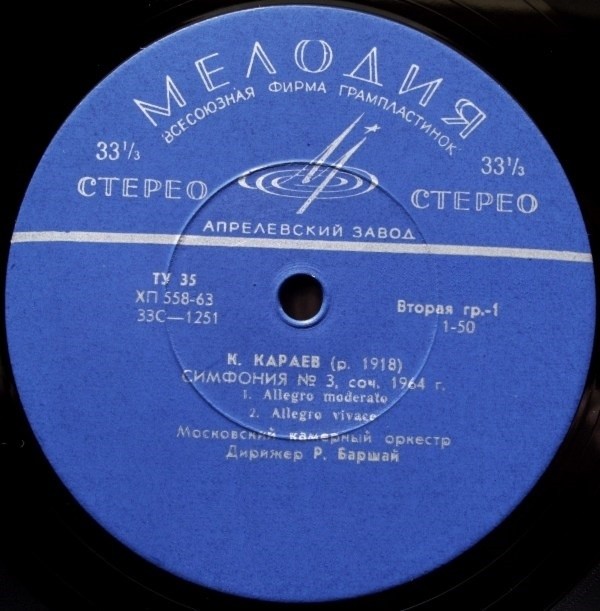 МЕЛОДИЯ
ВСЕСОЮЗНАЯ ФИРМА ГРАМПЛАСТИНОК
33⅓
33⅓
СТЕРЕО
СТЕРЕО
АПРЕЛЕВСКИЙ ЗАВОД
ТУ 35
ХП 558-63
33С—1251
Вторая гр.-1
1-50
К. КАРАЕВ (р. 1918)
СИМФОНИЯ № 3, соч. 1964 г.
1. Allegro moderato
2. Allegro vivace
Московский камерный оркестр
Дирижер Р. Баршай